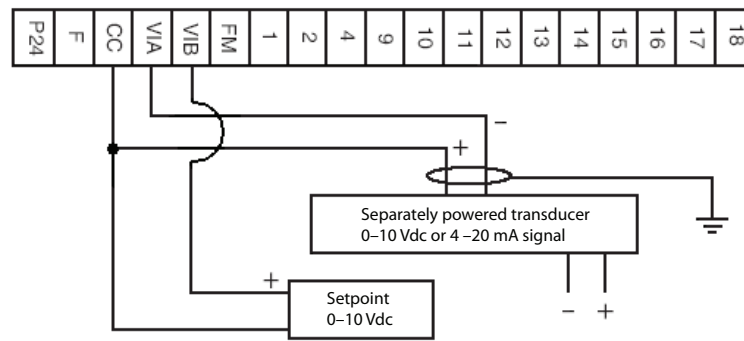 P24 F CC VIA VIB FM 1 2 4 9 10 11 12 13 14 15 16 17 18
–
+
Separately powered transducer
0–10 Vdc or 4 –20 mA signal
+
– +
Setpoint
0–10 Vdc